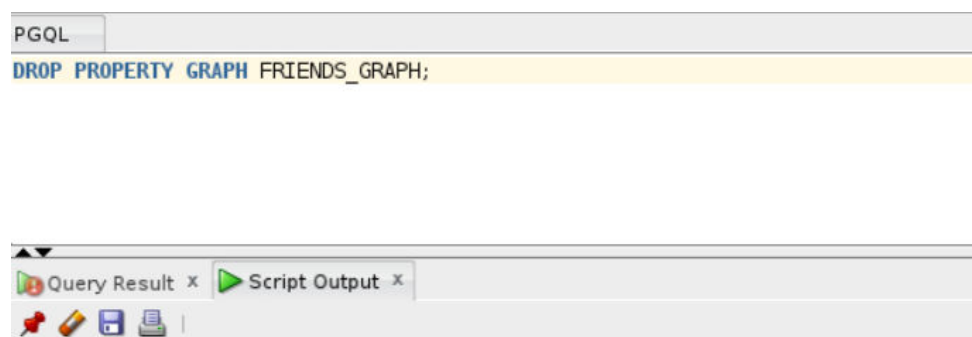 PGQL
DROP PROPERTY GRAPH FRIENDS_GRAPH;
Query Result x Script Output x